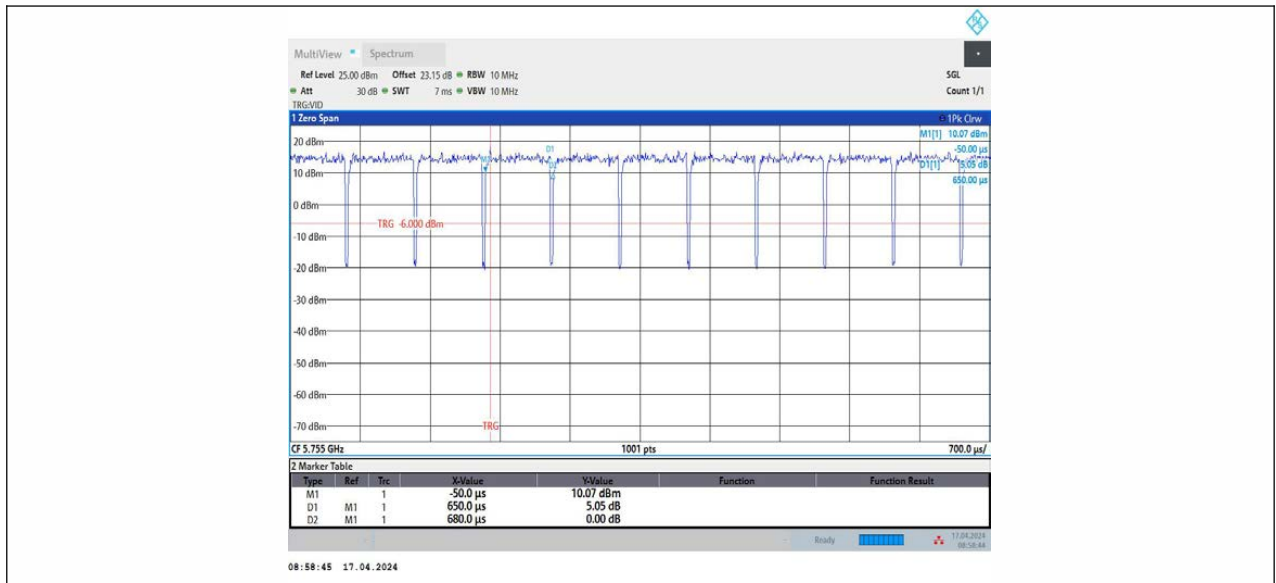 MultiView Spectrum
Ref Level 25.00 dBm Offset 23.15 dB RBW 10 MHz SGL
Att 30 dB SWT 7 ms VBW 10 MHz Count 1/1
TRG:VID
1 Zero Span 1Pk Clrw
M1[1] 10.07 dBm
-50.00 µs
D1[1] 5.05 dB
650.00 µs
20 dBm
M1 D1 D2
10 dBm
0 dBm
TRG -6.000 dBm
-10 dBm
-20 dBm
-30 dBm
-40 dBm
-50 dBm
-60 dBm
-70 dBm
TRG
CF 5.755 GHz 1001 pts 700.0 µs/
2 Marker Table
Type Ref Trc X-Value Y-Value Function Function Result
M1 1 -50.0 µs 10.07 dBm
D1 M1 1 650.0 µs 5.05 dB
D2 M1 1 680.0 µs 0.00 dB
Ready 17.04.2024
08:58:44
08:58:45 17.04.2024